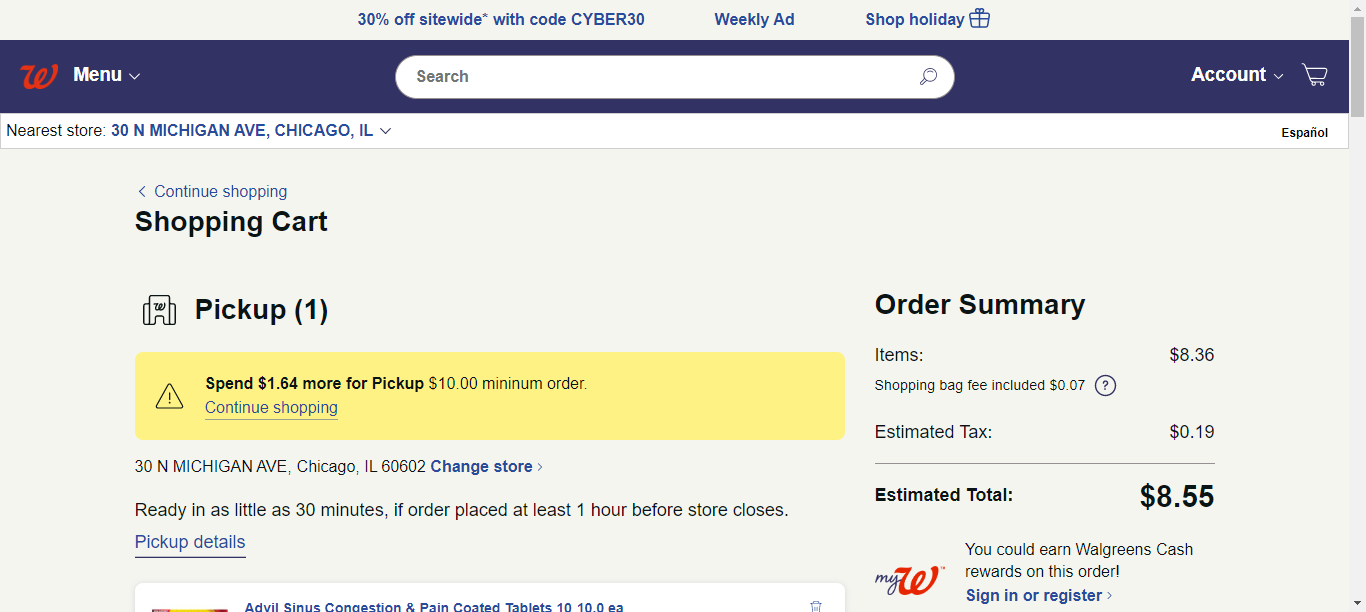 30% off sitewide* with code CYBER30
Weekly Ad
Shop holiday
W
Menu
Search
Account
Nearest store: 30 N MICHIGAN AVE, CHICAGO, IL
Español
Continue shopping
Shopping Cart
W
Pickup (1)
Spend $1.64 more for Pickup $10.00 mininum order.
Continue shopping
30 N MICHIGAN AVE, Chicago, IL 60602 Change store
Ready in as little as 30 minutes, if order placed at least 1 hour before store closes.
Pickup details
Advil Sinus Congestion & Pain Coated Tablets 10 10.0 ea
Order Summary
Items: $8.36
Shopping bag fee included $0.07 ?
Estimated Tax: $0.19
Estimated Total: $8.55
my W™
You could earn Walgreens Cash
rewards on this order!
Sign in or register